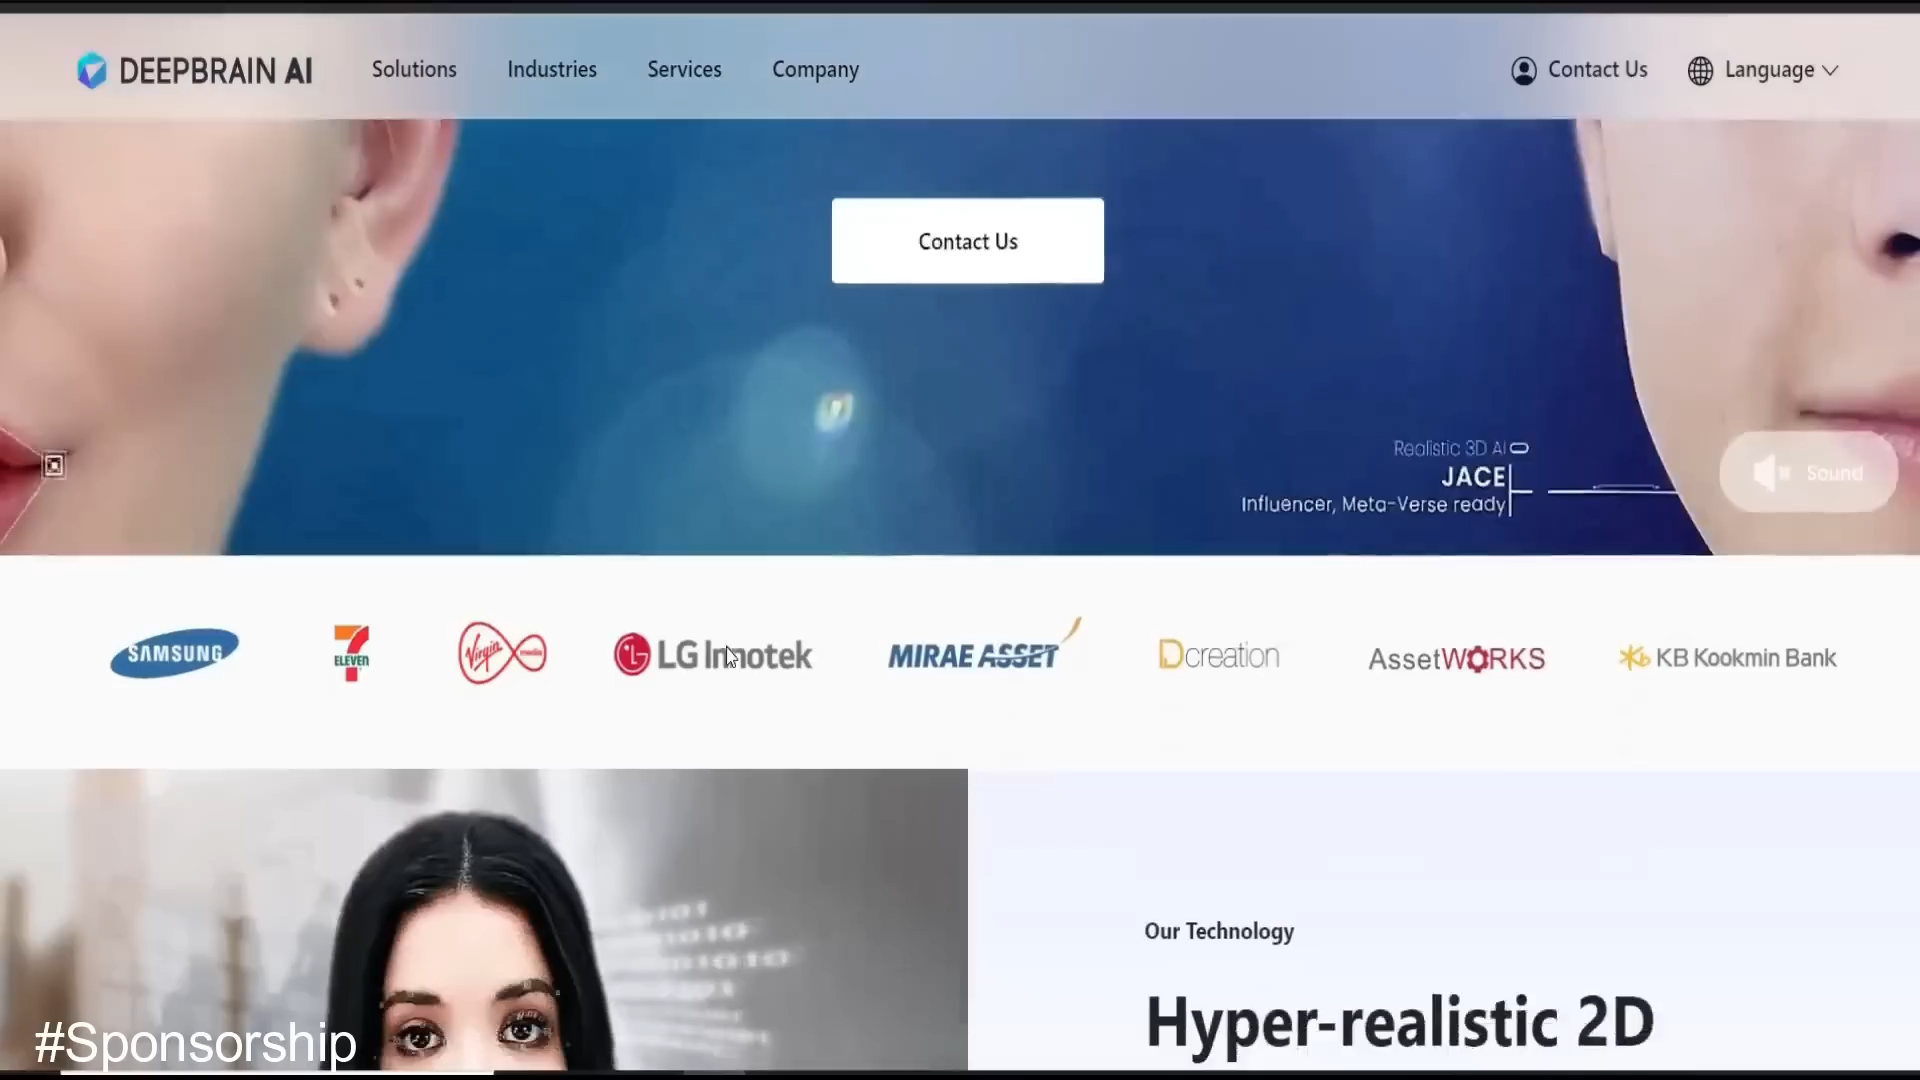 DEEPBRAIN AI
Solutions
Industries
Services
Company
Contact Us
Language
Contact Us
Realistic 3D AI
JACE
Influencer, Meta-Verse ready
Sound
SAMSUNG
7 ELEVEN
Virgin media
LG Innotek
MIRAE ASSET
Dcreation
AssetWORKS
KB Kookmin Bank
Our Technology
Hyper-realistic 2D
#Sponsorship